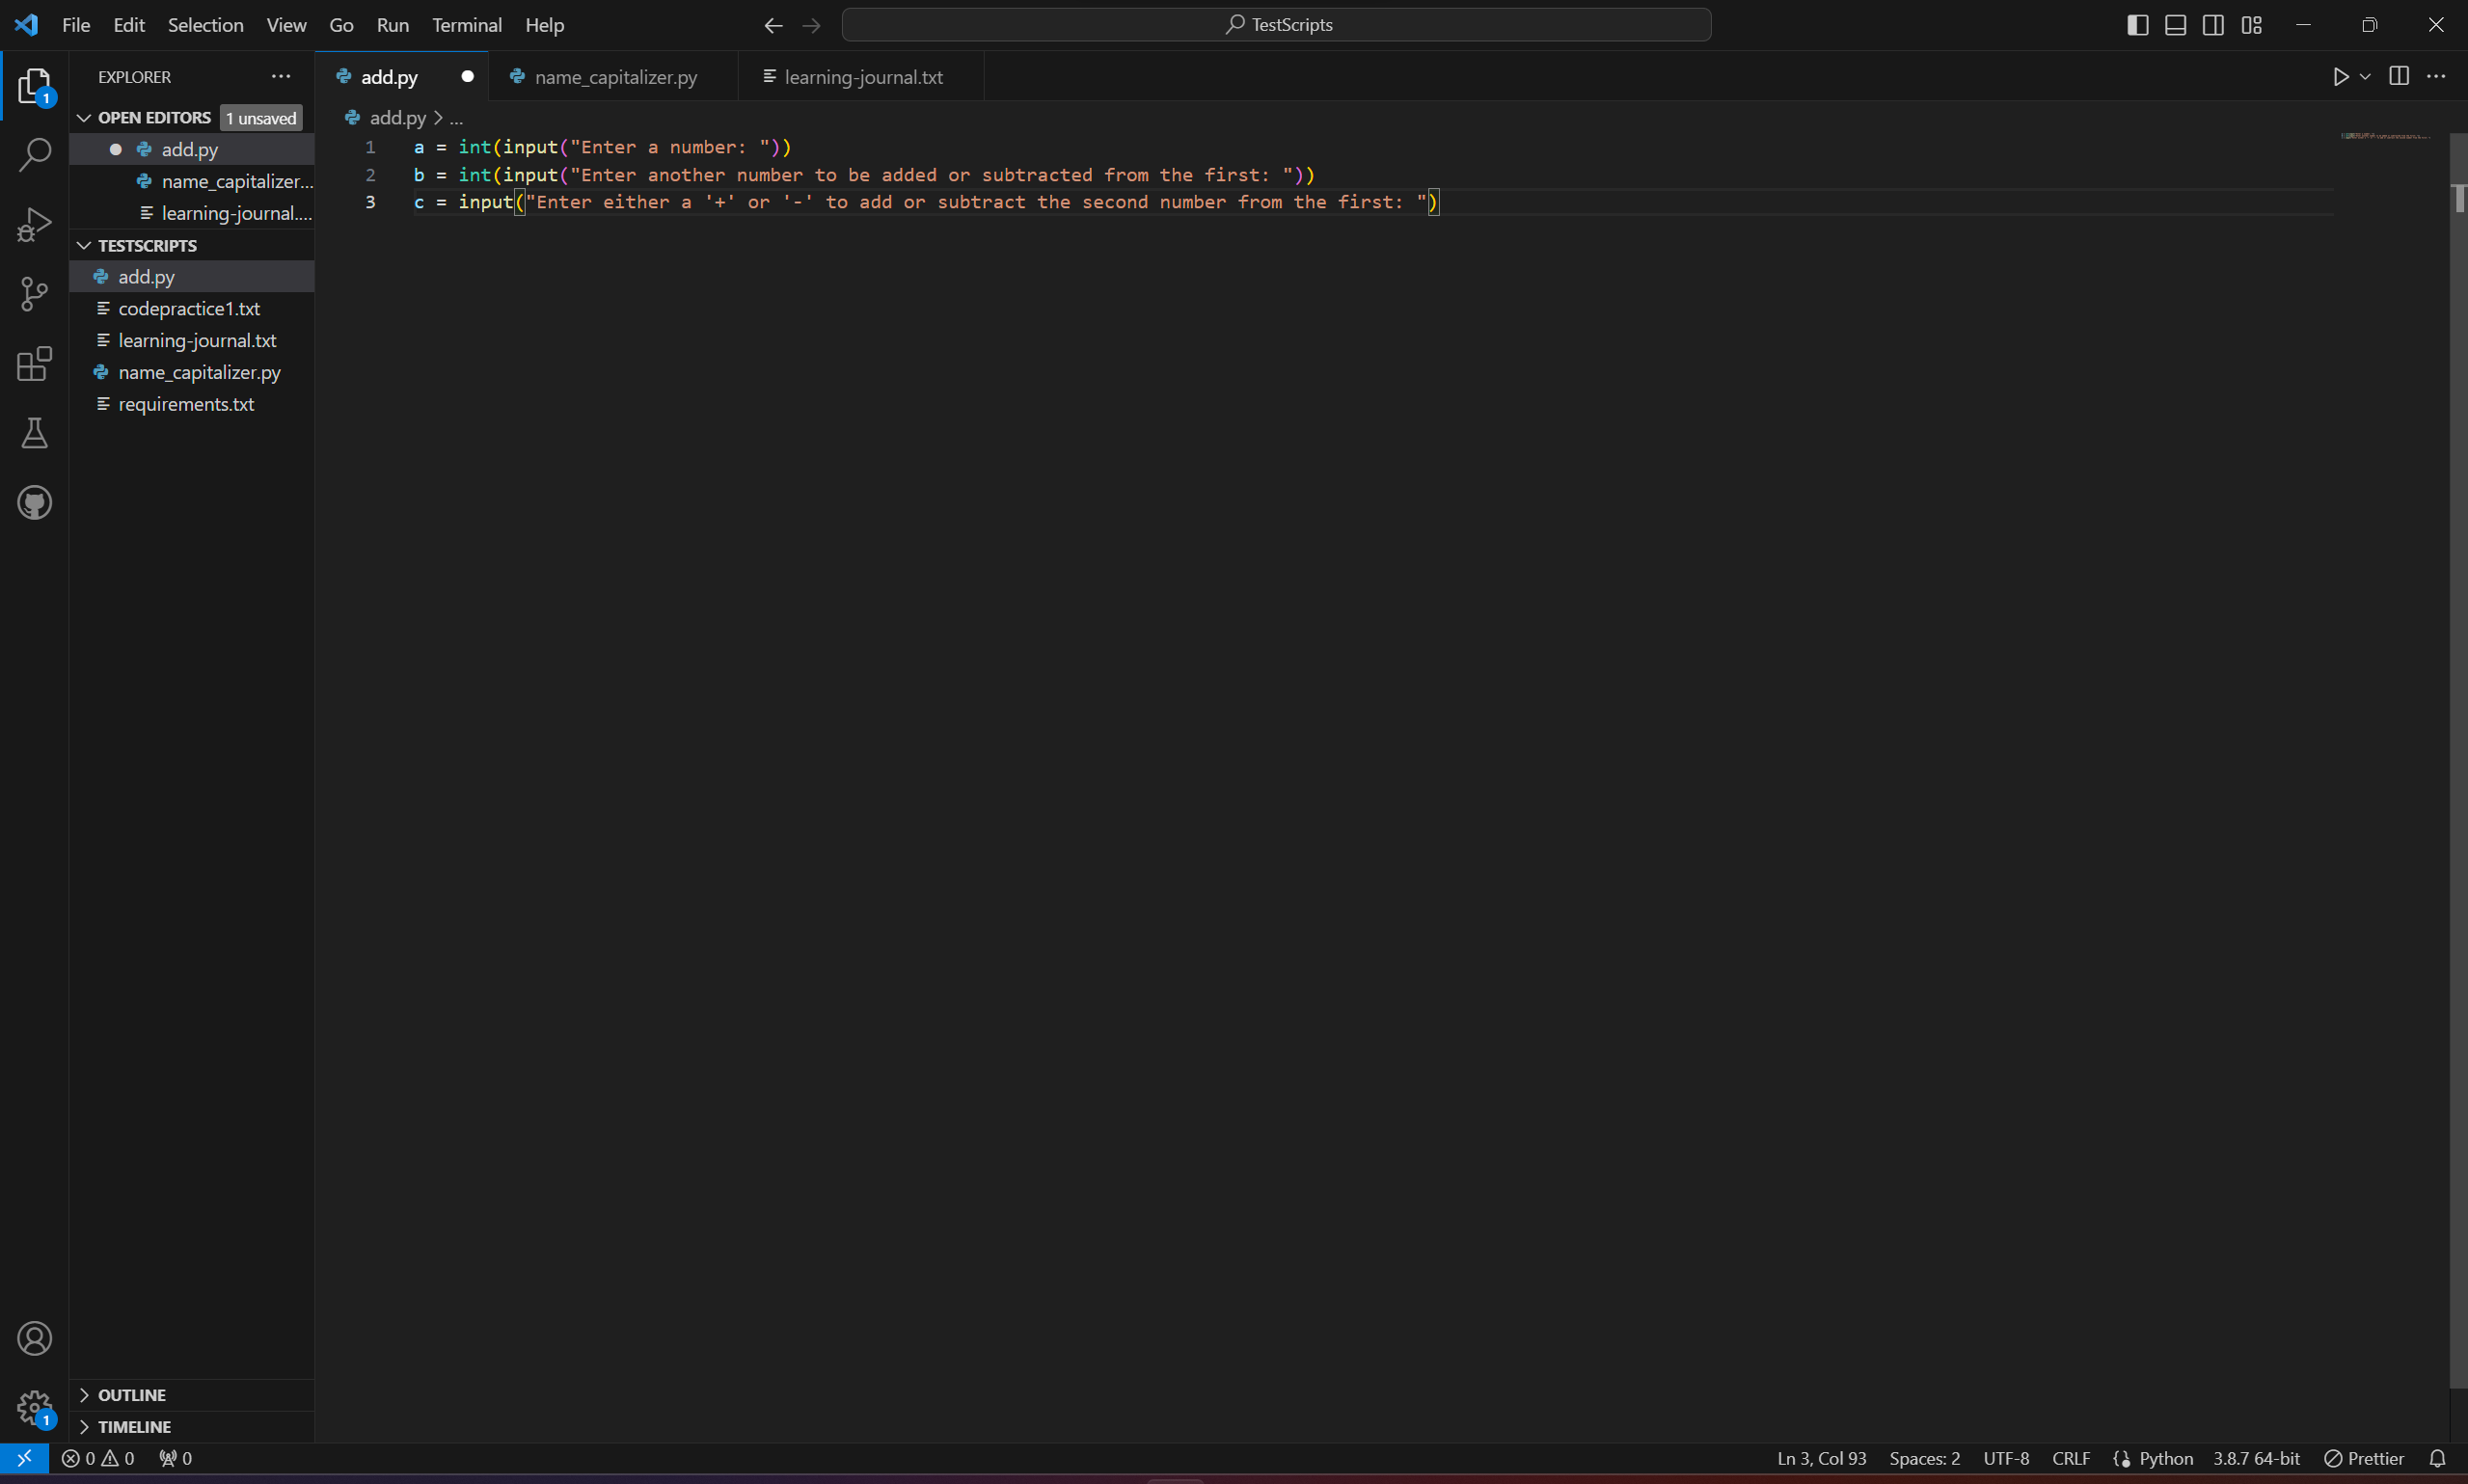 File Edit Selection View Go Run Terminal Help
TestScripts
EXPLORER
OPEN EDITORS 1 unsaved
add.py
name_capitalizer...
learning-journal....
TESTSCRIPTS
add.py
codepractice1.txt
learning-journal.txt
name_capitalizer.py
requirements.txt
OUTLINE
TIMELINE
1
1
add.py name_capitalizer.py learning-journal.txt
add.py > ...
1 a = int(input("Enter a number: "))
2 b = int(input("Enter another number to be added or subtracted from the first: "))
3 c = input("Enter either a '+' or '-' to add or subtract the second number from the first: ")
0 0 0 Ln 3, Col 93 Spaces: 2 UTF-8 CRLF Python 3.8.7 64-bit Prettier